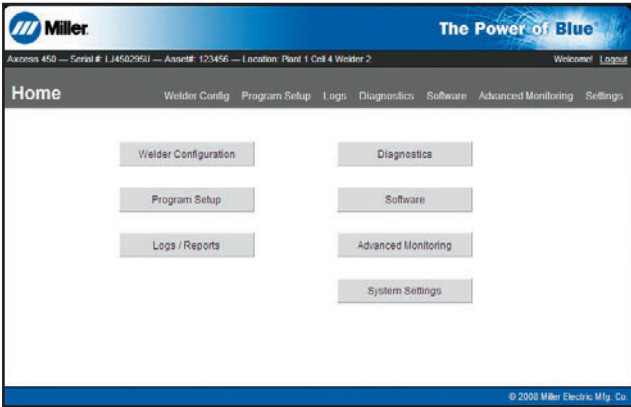 Miller®
The Power of Blue®
Axcess 450 — Serial #: LJ450295U — Asset#: 123456 — Location: Plant 1 Cell 4 Welder 2
Welcome! Logout
Home
Welder Config Program Setup Logs Diagnostics Software Advanced Monitoring Settings
Welder Configuration
Diagnostics
Program Setup
Software
Logs / Reports
Advanced Monitoring
System Settings
© 2008 Miller Electric Mfg. Co.